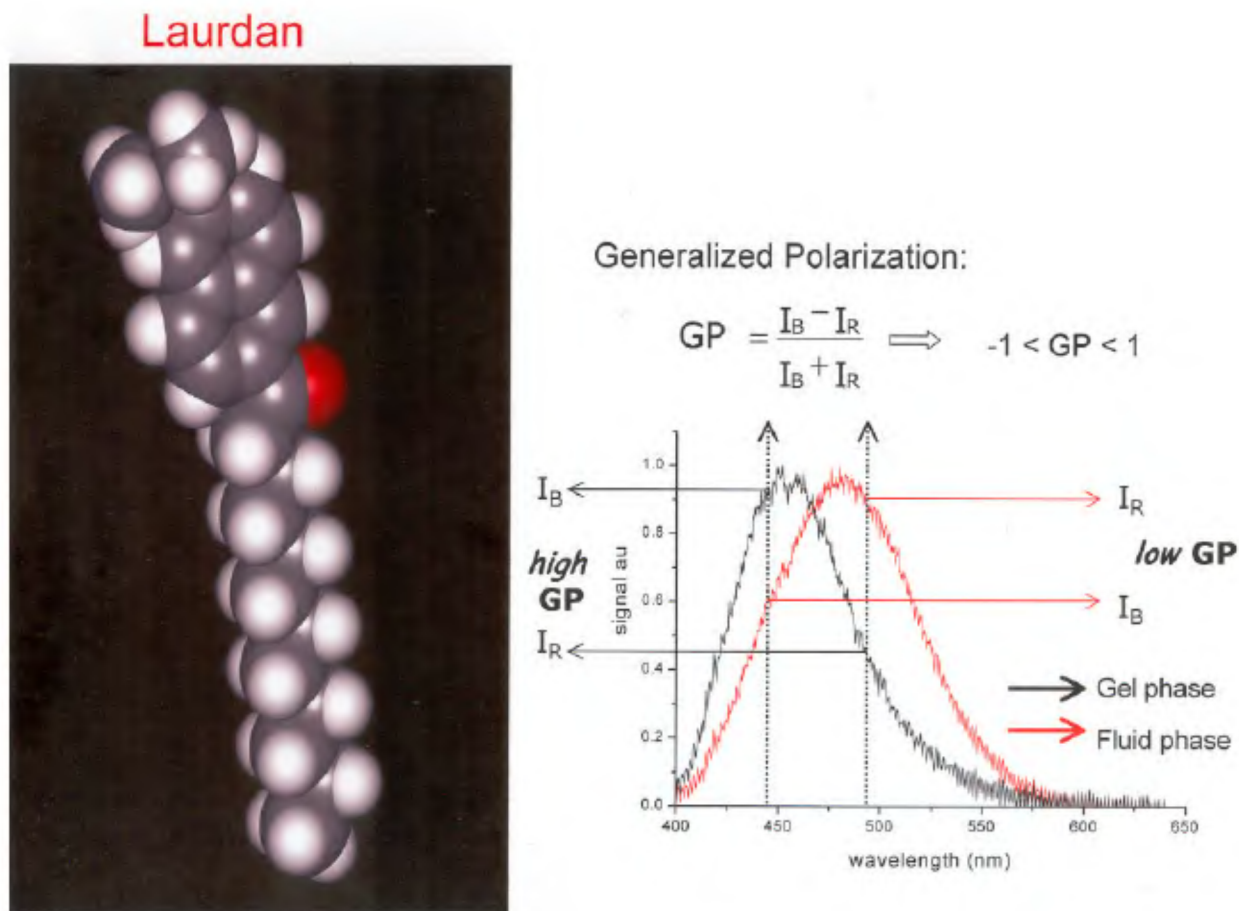 Laurdan
Generalized Polarization:
GP = I_B − I_R / I_B + I_R ⇨ -1 < GP < 1
I_B
high
GP
I_R
signal au
1.0
0.8
0.6
0.4
0.2
0.0
400 450 500 550 600 650
wavelength (nm)
I_R
low GP
I_B
Gel phase
Fluid phase